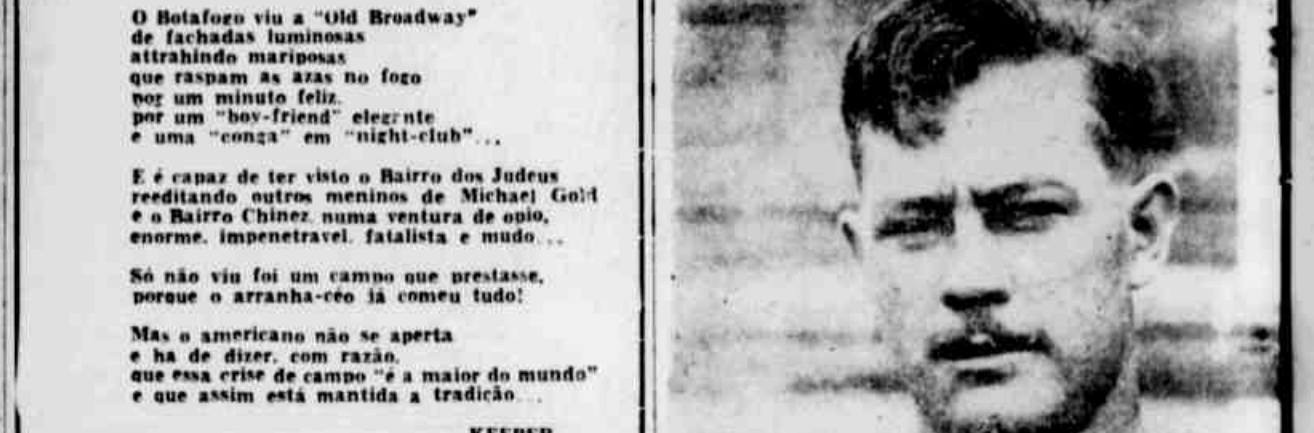 O Botafogo viu a "Old Broadway"
de fachadas luminosas
attrahindo mariposas
que raspam as azas no fogo
por um minuto feliz.
por um "boy-friend" elegante
e uma "conga" em "night-club"...
E é capaz de ter visto o Bairro dos Judeus
reeditando outros meninos de Michael Gold
e o Bairro Chinez, numa ventura de opio,
enorme, impenetravel, fatalista e mudo...
Só não viu foi um campo que prestasse,
porque o arranha-céo já comeu tudo!
Mas o americano não se aperta
e ha de dizer, com razão,
que essa crise de campo "é a maior do mundo"
e que assim está mantida a tradição...
KEEPER